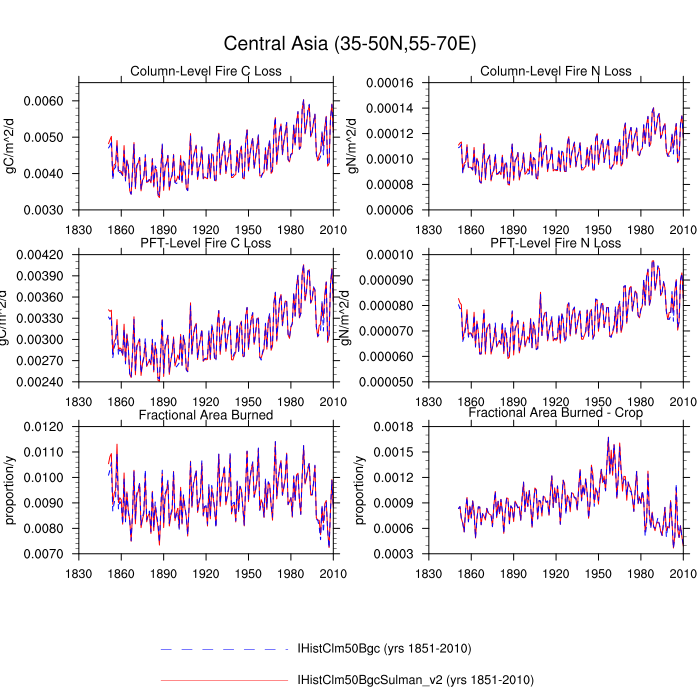 Central Asia (35-50N,55-70E)
Column-Level Fire C Loss
gC/m^2/d
0.0060
0.0050
0.0040
0.0030
1830 1860 1890 1920 1950 1980 2010
Column-Level Fire N Loss
gN/m^2/d
0.00016
0.00014
0.00012
0.00010
0.00008
0.00006
1830 1860 1890 1920 1950 1980 2010
PFT-Level Fire C Loss
gC/m^2/d
0.00420
0.00390
0.00360
0.00330
0.00300
0.00270
0.00240
1830 1860 1890 1920 1950 1980 2010
PFT-Level Fire N Loss
gN/m^2/d
0.00010
0.000090
0.000080
0.000070
0.000060
0.000050
1830 1860 1890 1920 1950 1980 2010
Fractional Area Burned
proportion/y
0.0120
0.0110
0.0100
0.0090
0.0080
0.0070
1830 1860 1890 1920 1950 1980 2010
Fractional Area Burned - Crop
proportion/y
0.0018
0.0015
0.0012
0.0009
0.0006
0.0003
1830 1860 1890 1920 1950 1980 2010
IHistClm50Bgc (yrs 1851-2010)
IHistClm50BgcSulman_v2 (yrs 1851-2010)